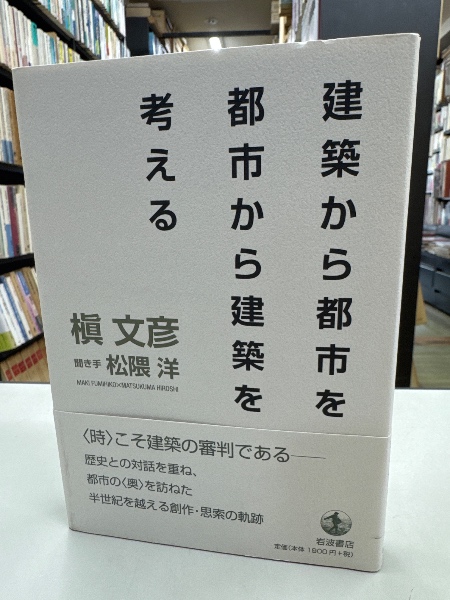 建築から都市を
都市から建築を
考える
槇 文彦
聞き手 松隈 洋
MAKI FUMIHIKO×MATSUKUMA HIROSHI
〈時〉こそ建築の審判である――
歴史との対話を重ね、
都市の〈奥〉を訪ねた
半世紀を越える創作・思索の軌跡
岩波書店
定価(本体 1900円+税)